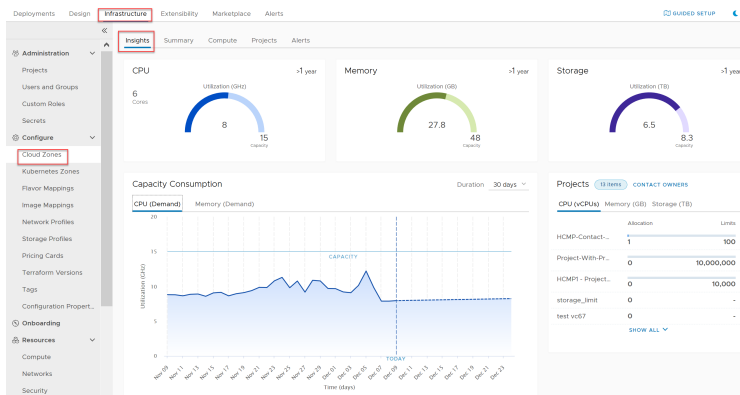 Deployments Design Infrastructure Extensibility Marketplace Alerts GUIDED SETUP
«
Insights Summary Compute Projects Alerts
Administration
Projects
Users and Groups
Custom Roles
Secrets
Configure
Cloud Zones
Kubernetes Zones
Flavor Mappings
Image Mappings
Network Profiles
Storage Profiles
Pricing Cards
Terraform Versions
Tags
Configuration Propert...
Onboarding
Resources
Compute
Networks
Security
CPU >1 year
6
Cores
Utilization (GHz)
8
15
Capacity
Memory >1 year
Utilization (GB)
27.8
48
Capacity
Storage >1 year
Utilization (TB)
6.5
8.3
Capacity
Capacity Consumption Duration 30 days
CPU (Demand) Memory (Demand)
Utilization (GHz)
20
15
10
5
0
CAPACITY
TODAY
Nov 09 Nov 11 Nov 13 Nov 15 Nov 17 Nov 19 Nov 21 Nov 23 Nov 25 Nov 27 Nov 29 Dec 01 Dec 03 Dec 05 Dec 07 Dec 09 Dec 11 Dec 13 Dec 15 Dec 17 Dec 19 Dec 21 Dec 23
Time (days)
Projects 13 items CONTACT OWNERS
CPU (vCPUs) Memory (GB) Storage (TB)
Allocation Limits
HCMP-Contact-... 1 100
Project-With-Pr... 0 10,000,000
HCMP1 - Project... 0 10,000
storage_limit 0 -
test vc67 0 -
SHOW ALL